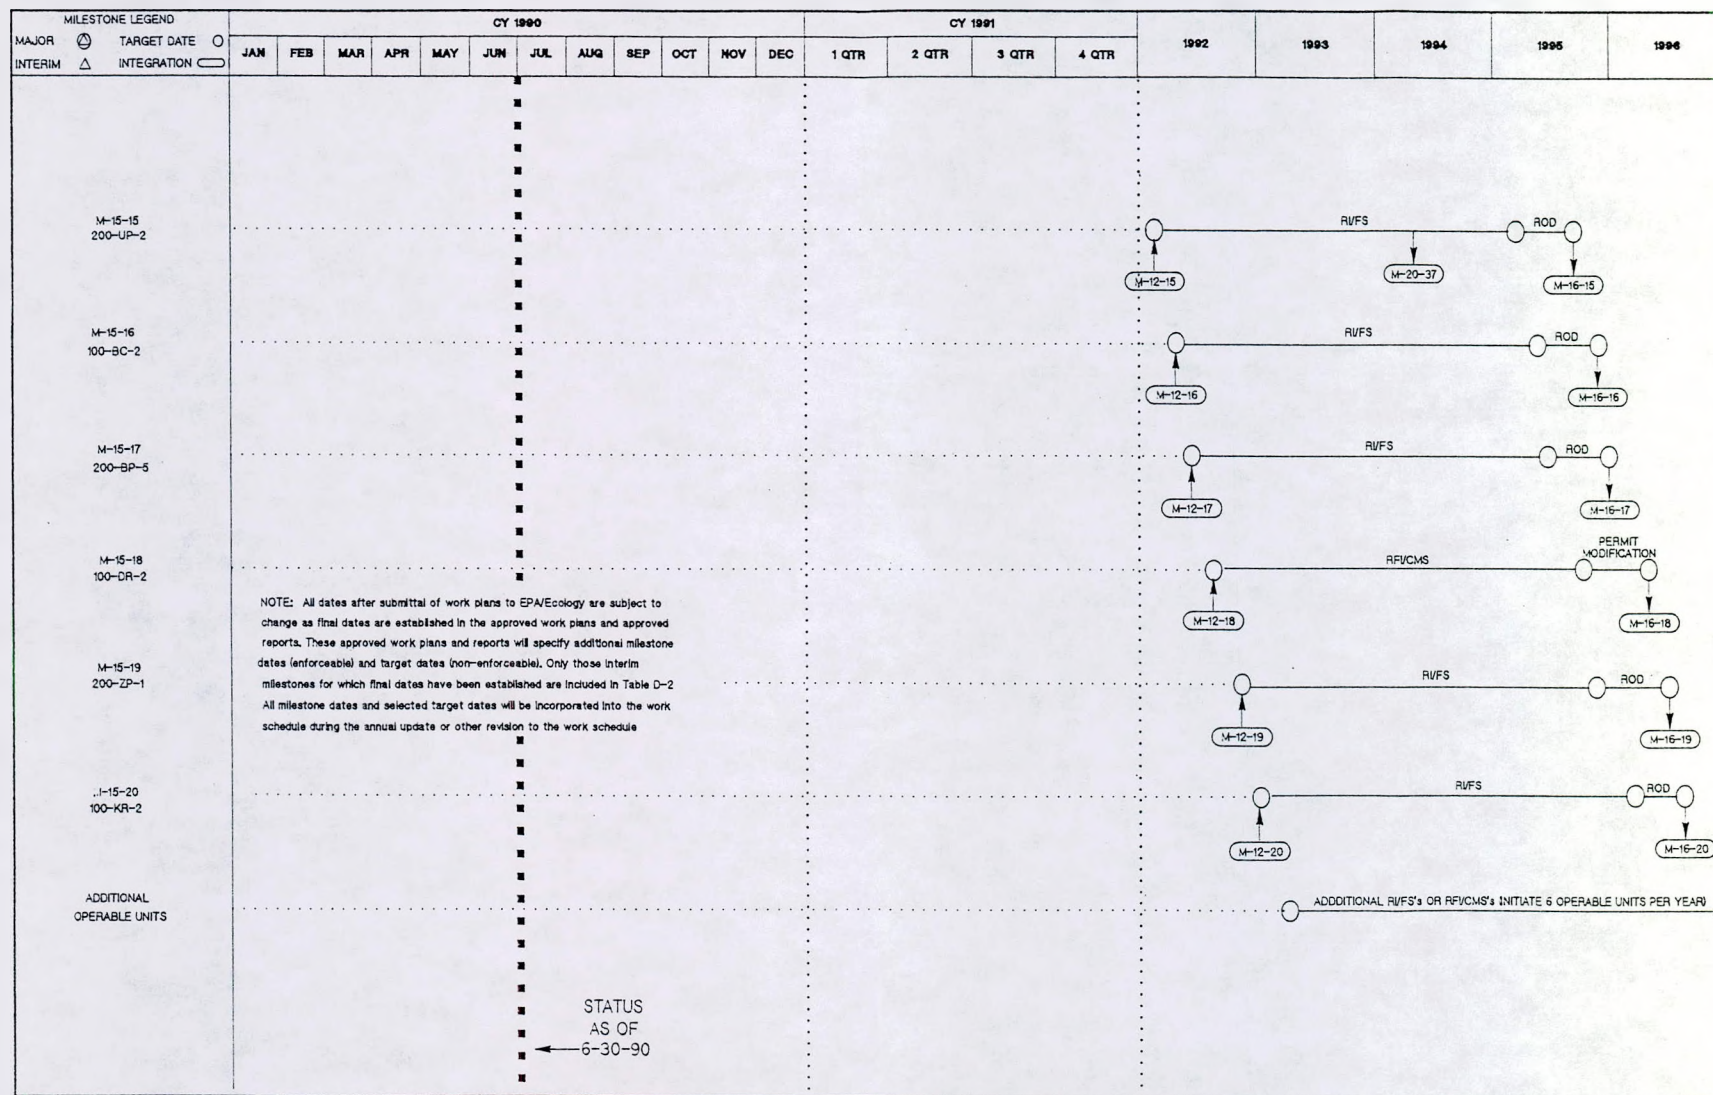 MILESTONE LEGEND
MAJOR TARGET DATE
INTERIM INTEGRATION
CY 1990
JAN FEB MAR APR MAY JUN JUL AUG SEP OCT NOV DEC
CY 1991
1 QTR 2 QTR 3 QTR 4 QTR
1992 1993 1994 1995 1996
M-15-15
200-UP-2
RI/FS ROD
M-12-15 M-20-37 M-16-15
M-15-16
100-BC-2
RI/FS ROD
M-12-16 M-16-16
M-15-17
200-BP-5
RI/FS ROD
M-12-17 M-16-17
M-15-18
100-DR-2
RFI/CMS PERMIT
MODIFICATION
M-12-18 M-16-18
NOTE: All dates after submittal of work plans to EPA/Ecology are subject to
change as final dates are established in the approved work plans and approved
reports. These approved work plans and reports will specify additional milestone
dates (enforceable) and target dates (non-enforceable). Only those interim
milestones for which final dates have been established are included in Table D-2
All milestone dates and selected target dates will be incorporated into the work
schedule during the annual update or other revision to the work schedule
M-15-19
200-ZP-1
RI/FS ROD
M-12-19 M-16-19
-15-20
100-KR-2
RI/FS ROD
M-12-20 M-16-20
ADDITIONAL
OPERABLE UNITS
ADDDITIONAL RI/FS's OR RFI/CMS's INITIATE 6 OPERABLE UNITS PER YEAR)
STATUS
AS OF
6-30-90